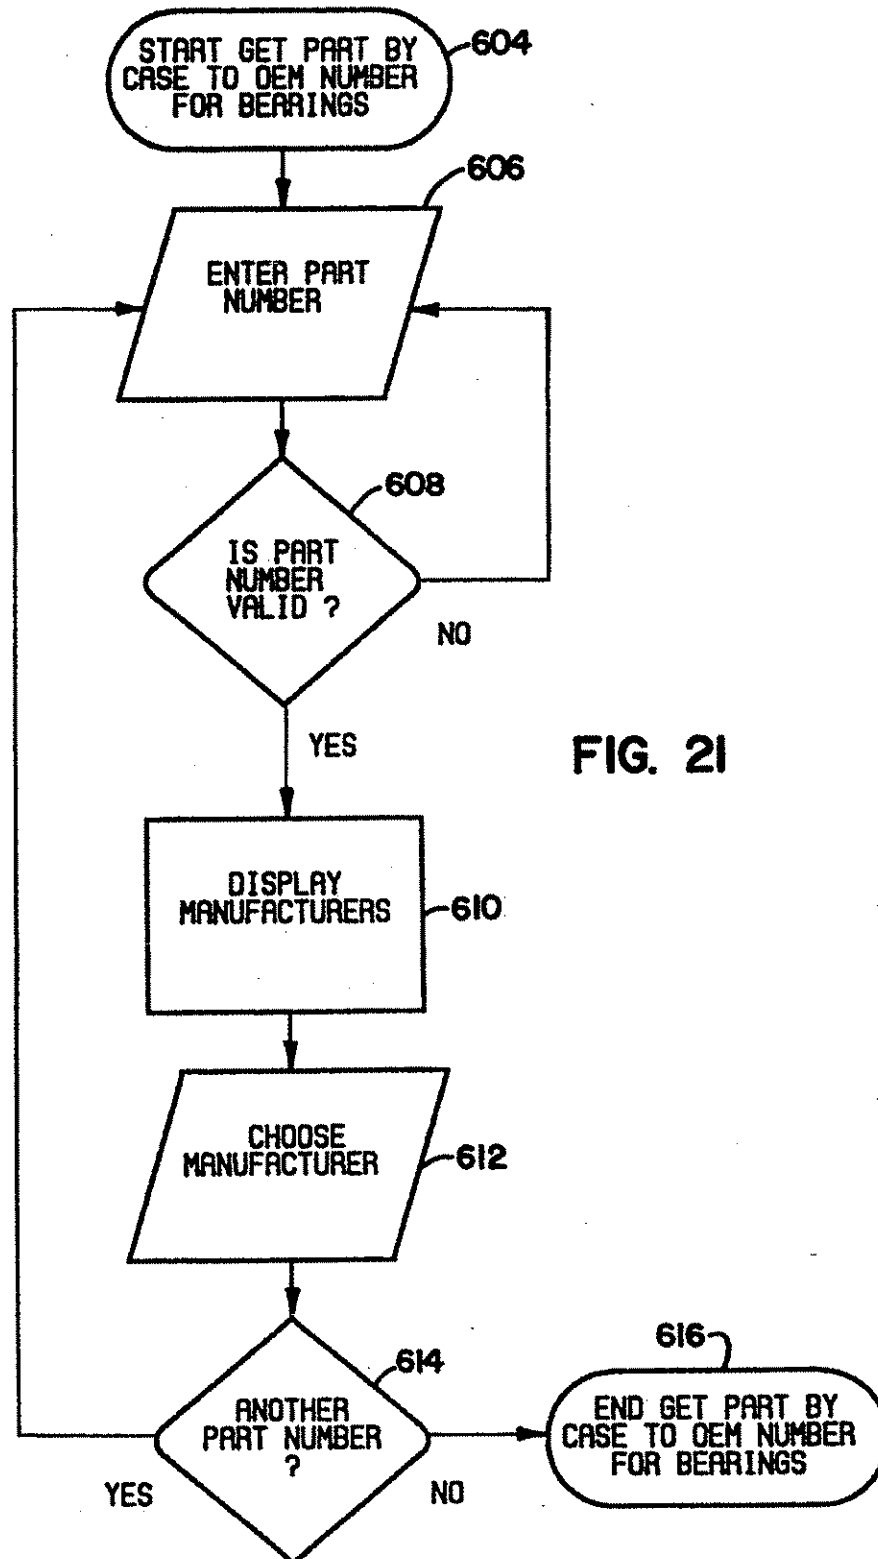 START GET PART BY
CASE TO OEM NUMBER
FOR BEARINGS
604
606
ENTER PART
NUMBER
608
IS PART
NUMBER
VALID ?
NO
YES
FIG. 21
DISPLAY
MANUFACTURERS
610
CHOOSE
MANUFACTURER
612
614
ANOTHER
PART NUMBER
?
YES
NO
616
END GET PART BY
CASE TO OEM NUMBER
FOR BEARINGS